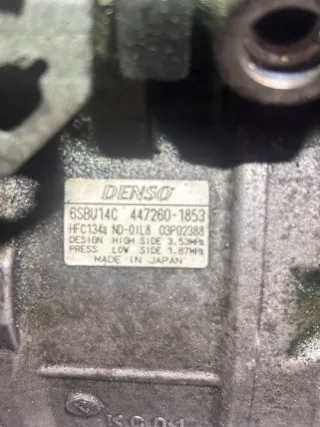 DENSO
6SBU14C 447260-1853
HFC134a ND-OIL8 03P02388
DESIGN HIGH SIDE 3.53MPa
PRESS LOW SIDE 1.67MPa
MADE IN JAPAN
KC01